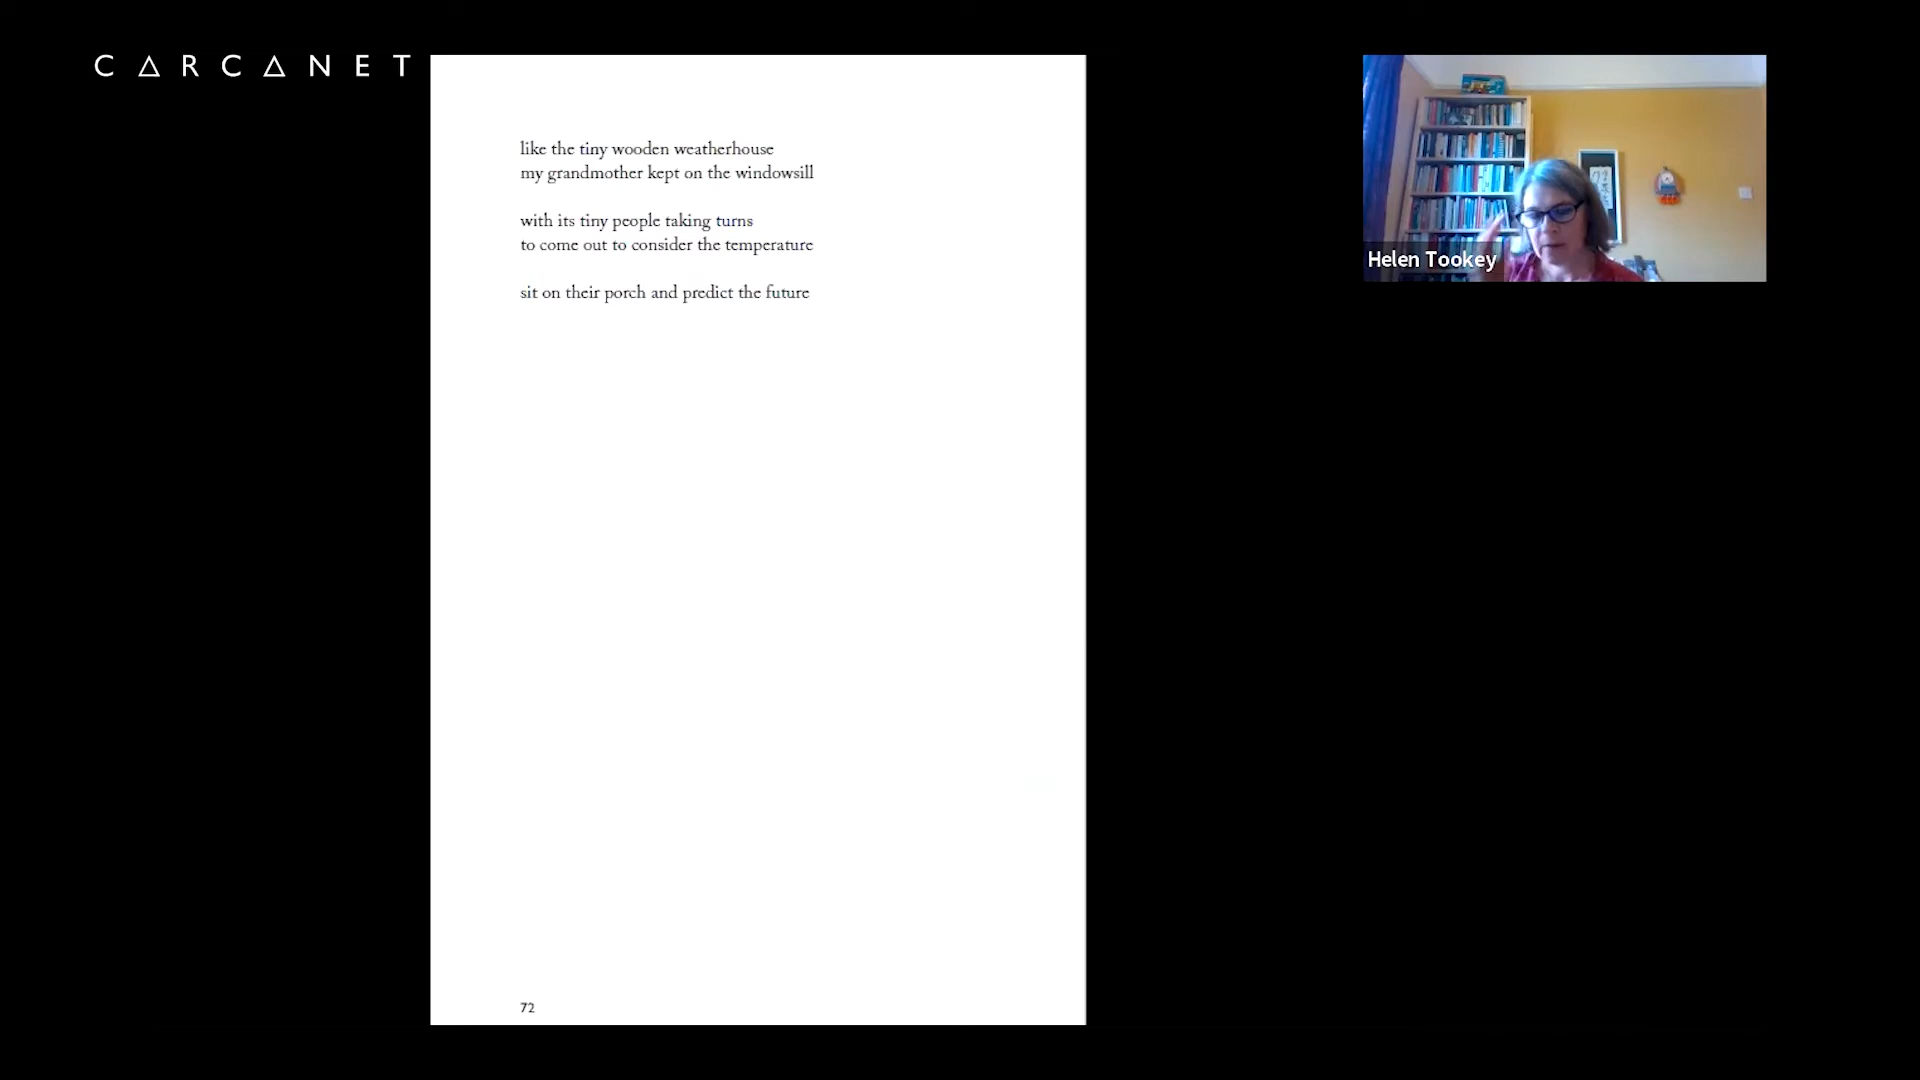 CARCANET
like the tiny wooden weatherhouse
my grandmother kept on the windowsill
with its tiny people taking turns
to come out to consider the temperature
sit on their porch and predict the future
72
Helen Tookey